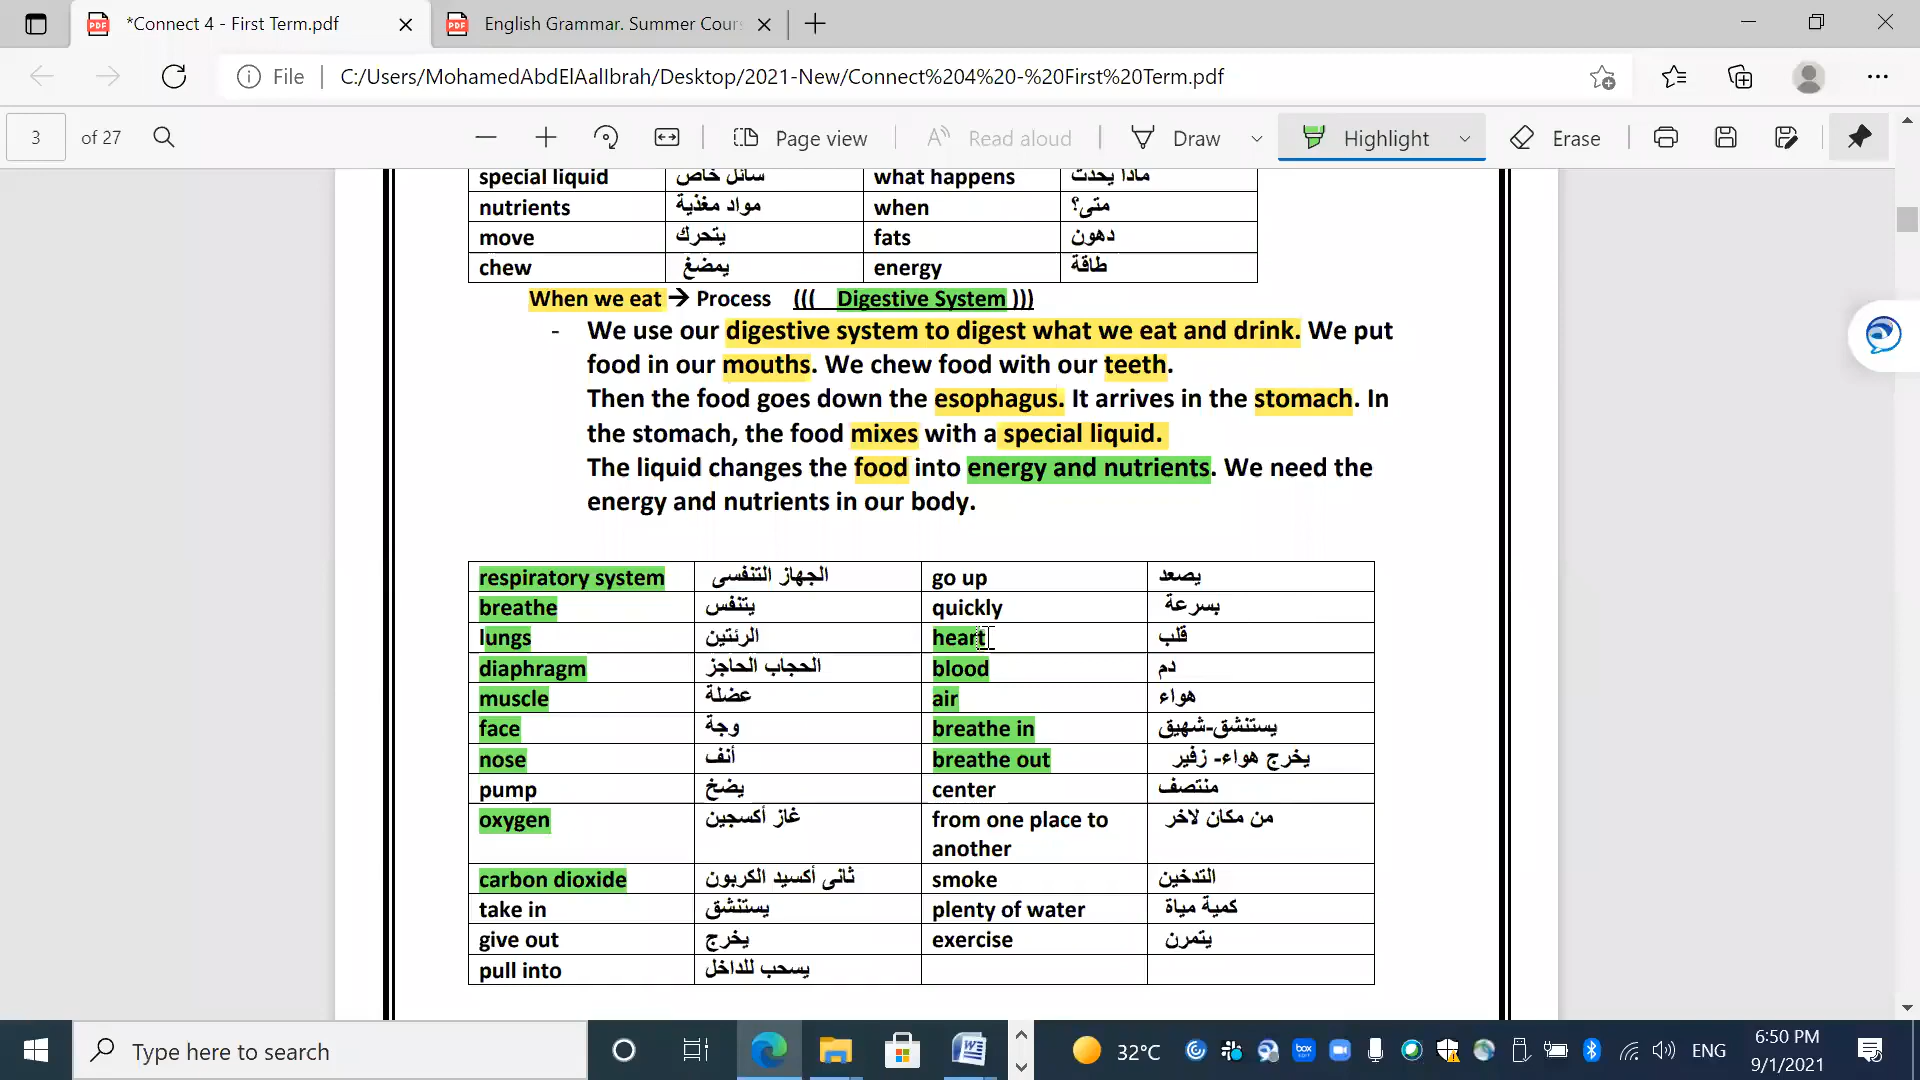 *Connect 4 - First Term.pdf
English Grammar. Summer Cour
File
C:/Users/MohamedAbdElAalIbrah/Desktop/2021-New/Connect%204%20-%20First%20Term.pdf
3 of 27
Page view
Read aloud
Draw
Highlight
Erase
special liquid سائل خاص what happens ماذا يحدث
nutrients مواد مغذية when متى؟
move يتحرك fats دهون
chew يمضغ energy طاقة
When we eat → Process ((( Digestive System )))
- We use our digestive system to digest what we eat and drink. We put
food in our mouths. We chew food with our teeth.
Then the food goes down the esophagus. It arrives in the stomach. In
the stomach, the food mixes with a special liquid.
The liquid changes the food into energy and nutrients. We need the
energy and nutrients in our body.
respiratory system الجهاز التنفسى go up يصعد
breathe يتنفس quickly بسرعة
lungs الرئتين heart قلب
diaphragm الحجاب الحاجز blood دم
muscle عضلة air هواء
face وجة breathe in يستنشق-شهيق
nose أنف breathe out يخرج هواء- زفير
pump يضخ center منتصف
oxygen غاز أكسجين from one place to من مكان لاخر
another
carbon dioxide ثانى أكسيد الكربون smoke التدخين
take in يستنشق plenty of water كمية مياة
give out يخرج exercise يتمرن
pull into يسحب للداخل
Type here to search
32°C
ENG
6:50 PM
9/1/2021